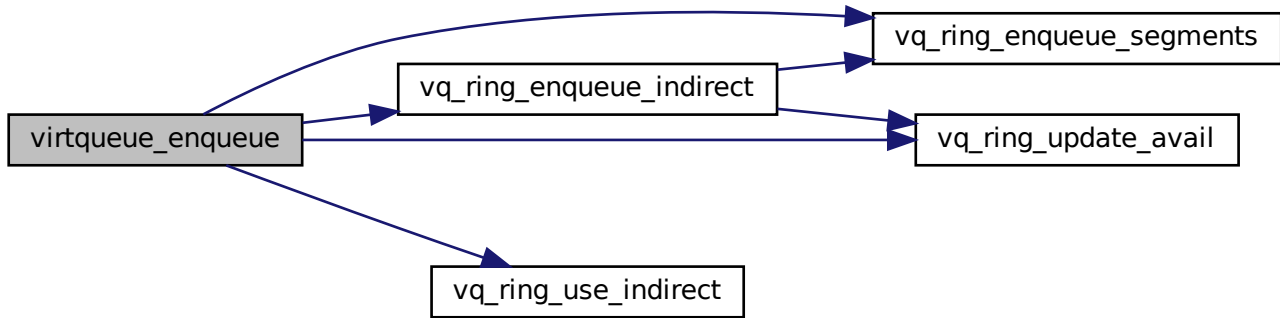 vq_ring_enqueue_segments
vq_ring_enqueue_indirect
virtqueue_enqueue
vq_ring_update_avail
vq_ring_use_indirect